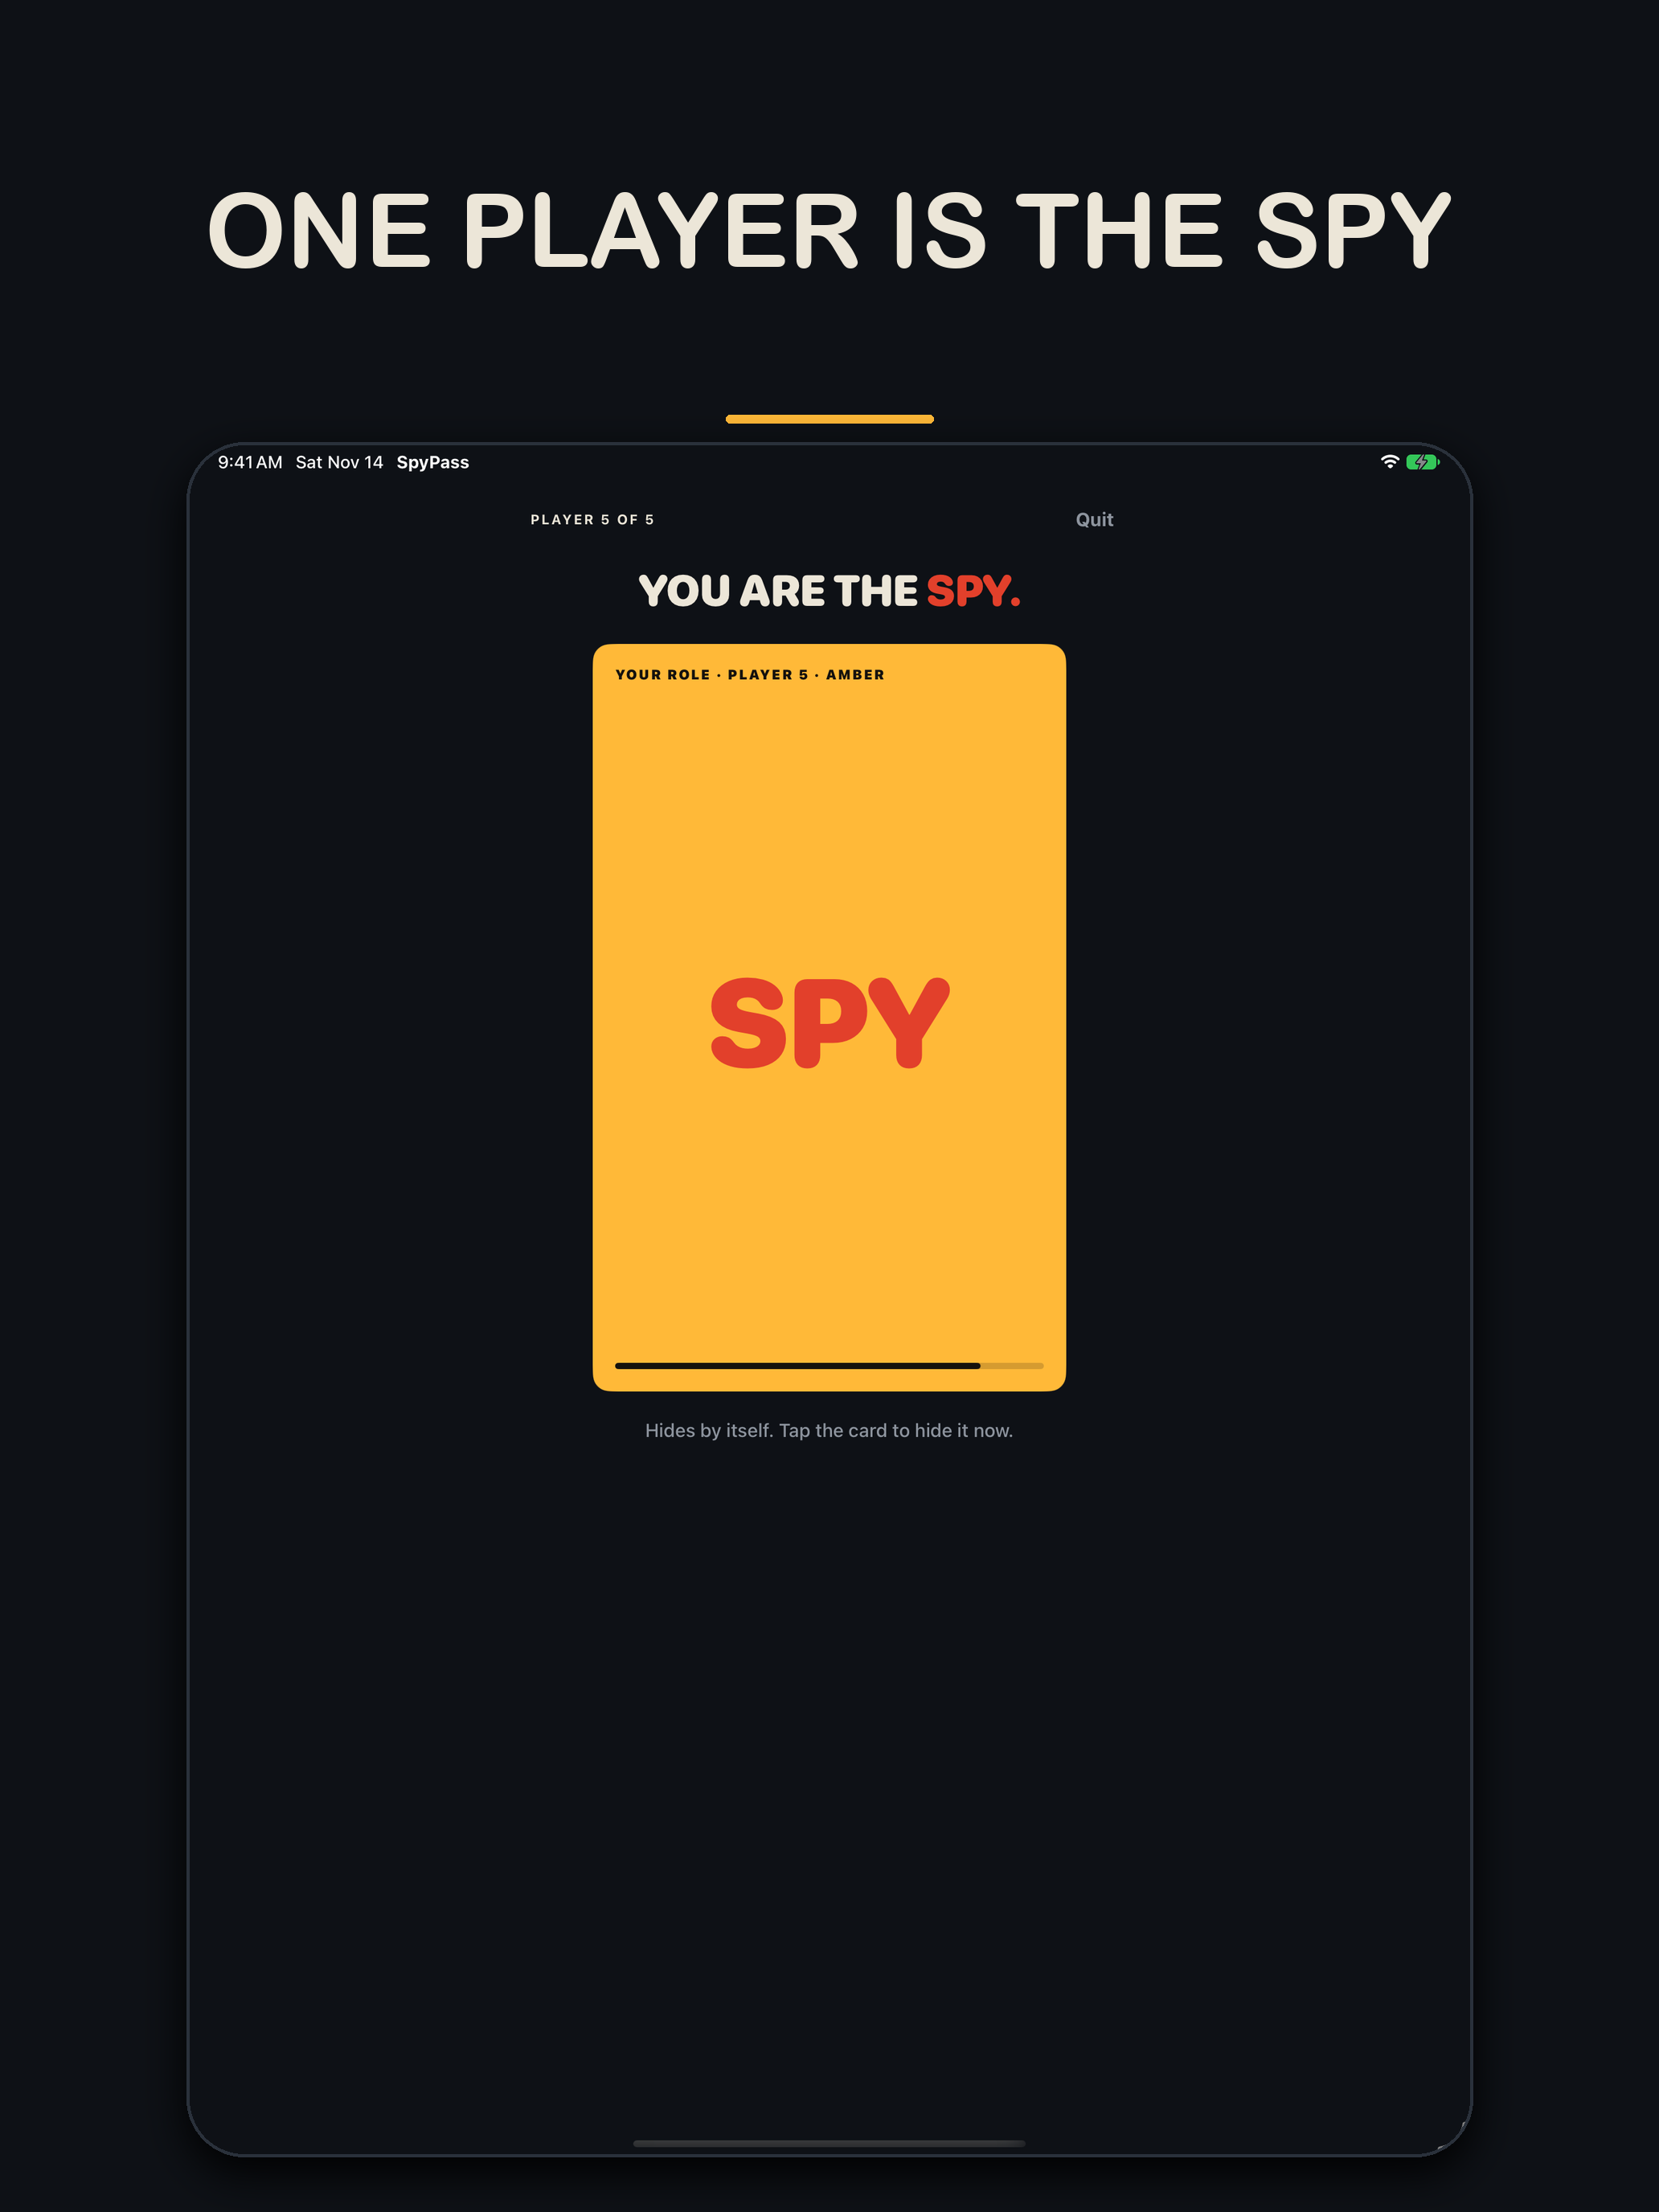 ONE PLAYER IS THE SPY
9:41 AM Sat Nov 14 SpyPass
PLAYER 5 OF 5
Quit
YOU ARE THE SPY.
YOUR ROLE · PLAYER 5 · AMBER
SPY
Hides by itself. Tap the card to hide it now.